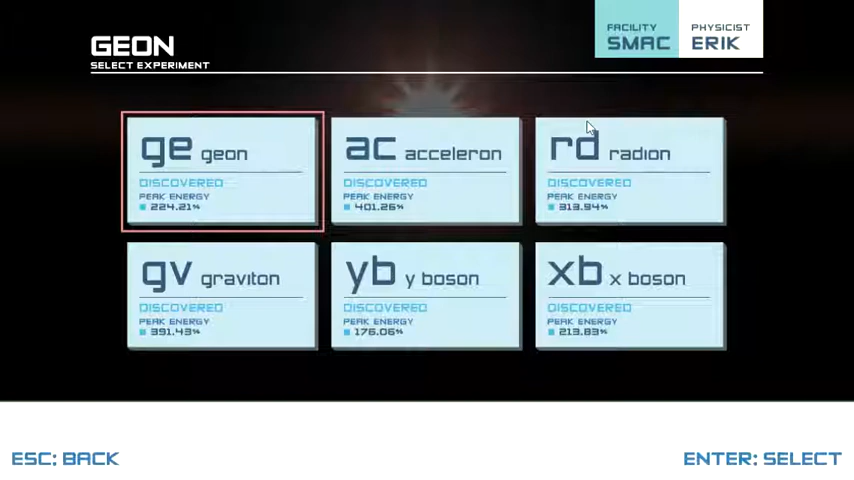 GEON
SELECT EXPERIMENT
FACILITY
SMAC
PHYSICIST
ERIK
ge geon
DISCOVERED
PEAK ENERGY
224.21%
ac acceleron
DISCOVERED
PEAK ENERGY
401.26%
rd radion
DISCOVERED
PEAK ENERGY
313.94%
gv graviton
DISCOVERED
PEAK ENERGY
391.43%
yb y boson
DISCOVERED
PEAK ENERGY
176.06%
xb x boson
DISCOVERED
PEAK ENERGY
213.83%
ESC: BACK
ENTER: SELECT